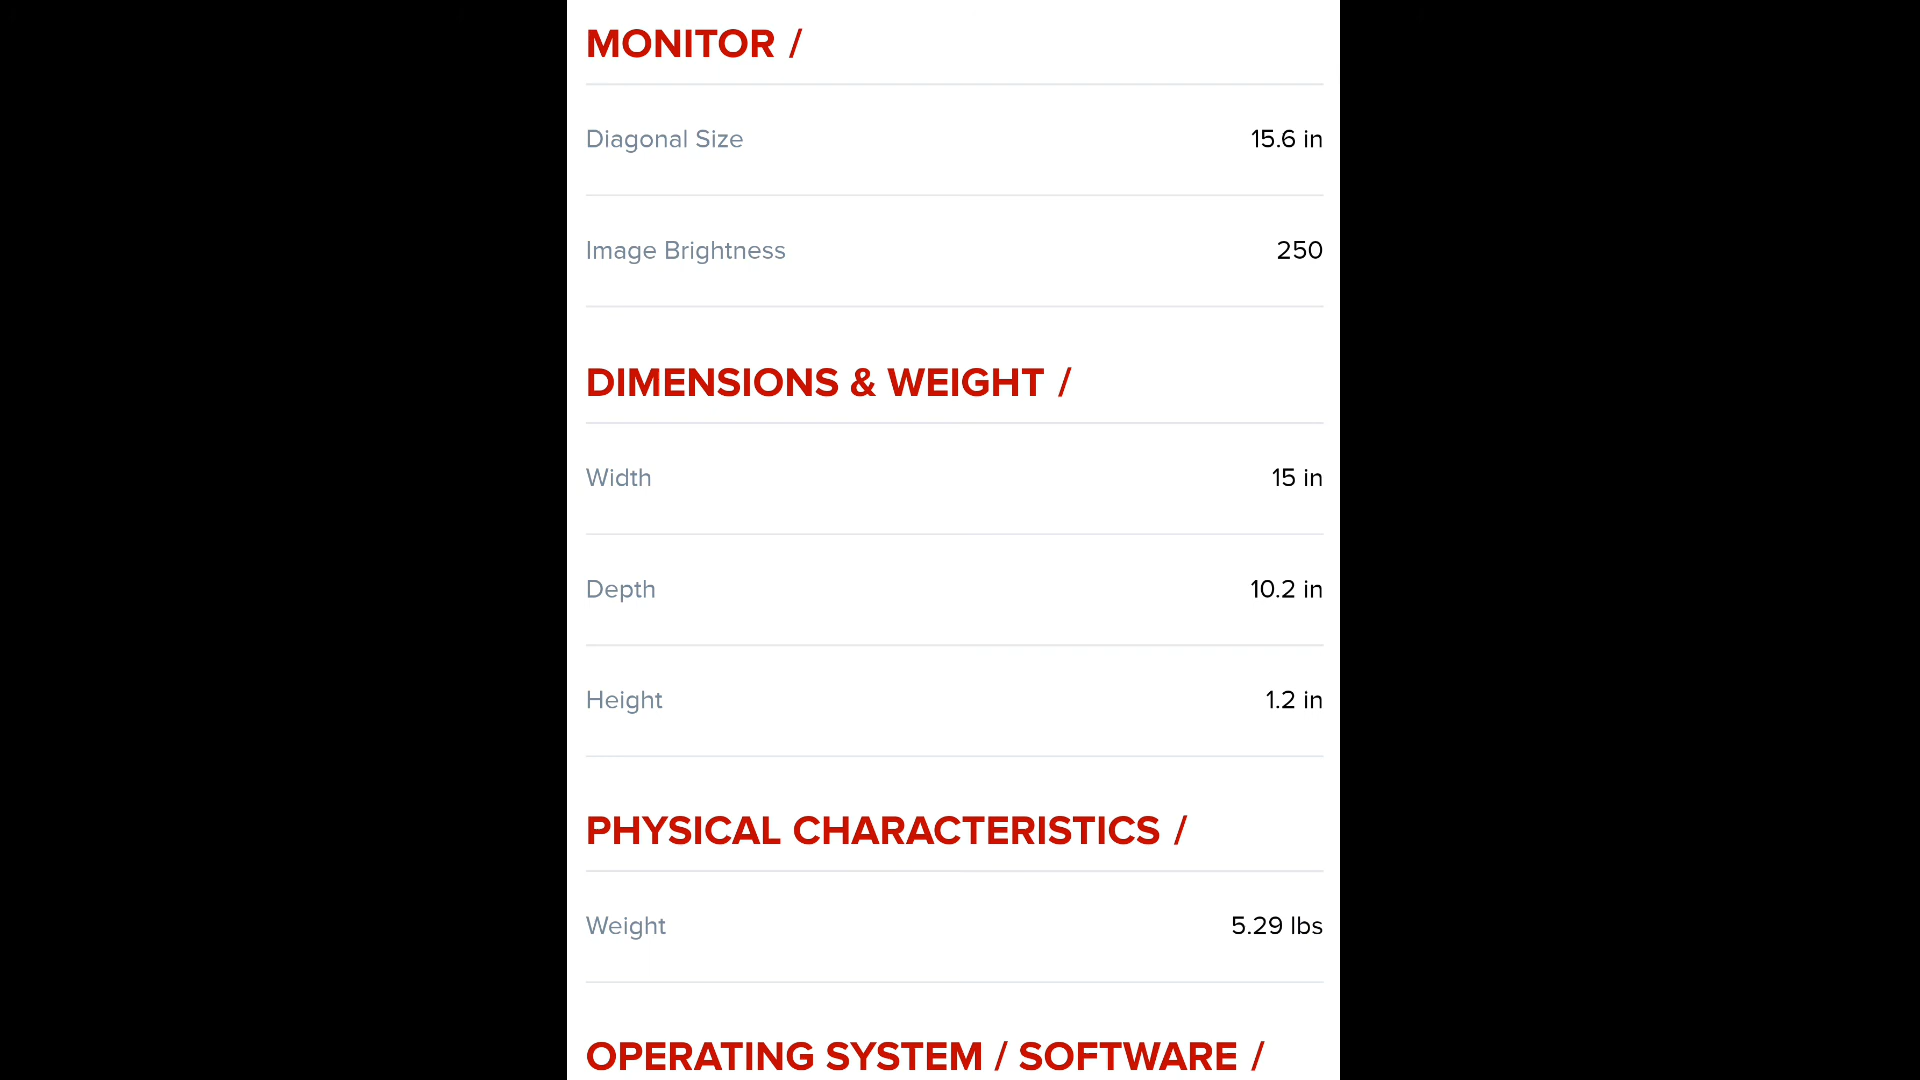 MONITOR /
Diagonal Size 15.6 in
Image Brightness 250
DIMENSIONS & WEIGHT /
Width 15 in
Depth 10.2 in
Height 1.2 in
PHYSICAL CHARACTERISTICS /
Weight 5.29 lbs
OPERATING SYSTEM / SOFTWARE /